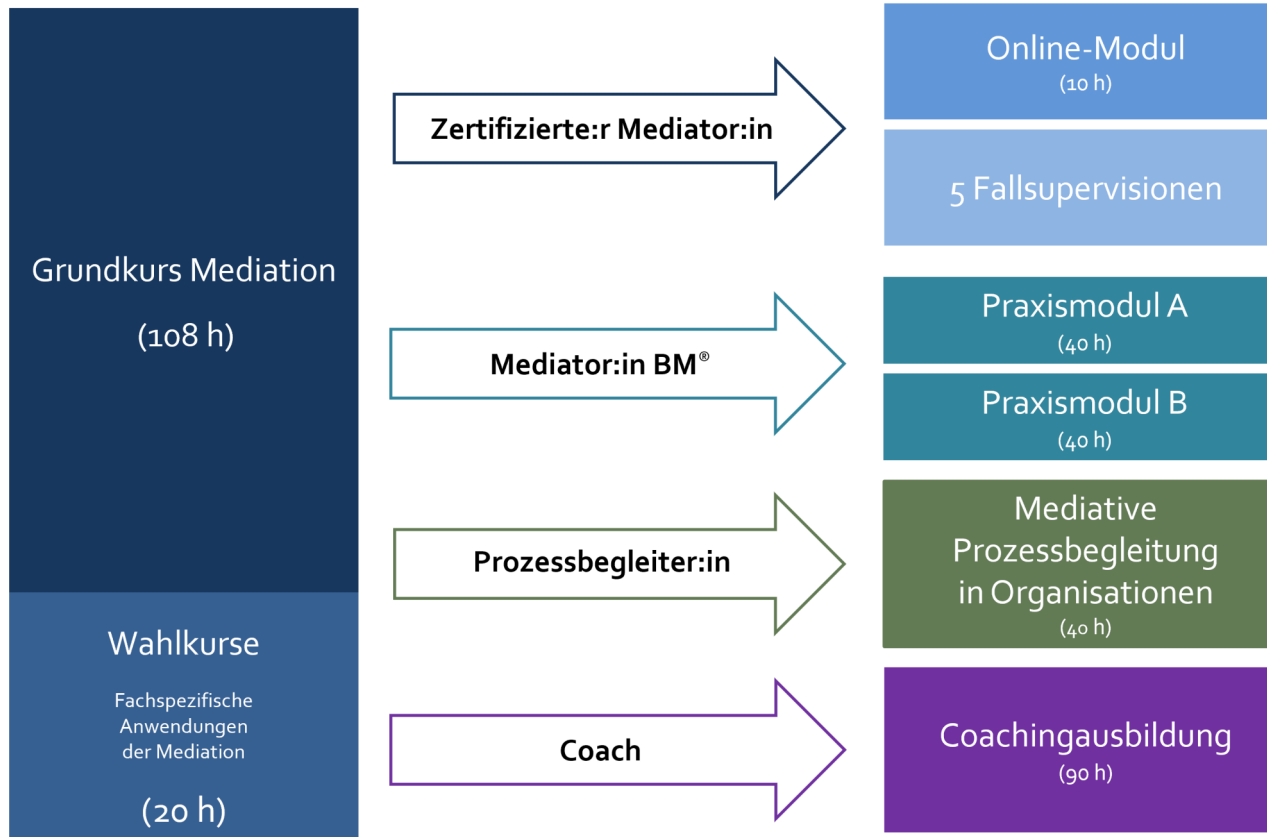 Grundkurs Mediation
(108 h)
Wahlkurse
Fachspezifische
Anwendungen
der Mediation
(20 h)
Zertifizierte:r Mediator:in
Mediator:in BM®
Prozessbegleiter:in
Coach
Online-Modul
(10 h)
5 Fallsupervisionen
Praxismodul A
(40 h)
Praxismodul B
(40 h)
Mediative
Prozessbegleitung
in Organisationen
(40 h)
Coachingausbildung
(90 h)